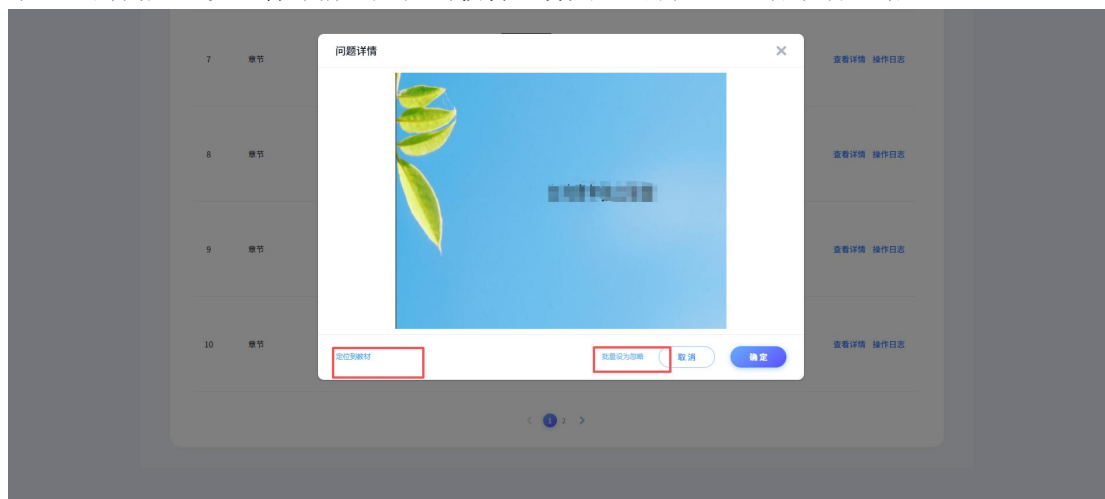 7 章节 查看详情 操作日志
问题详情
8 章节 查看详情 操作日志
9 章节 查看详情 操作日志
10 章节 查看详情 操作日志
定位到教材 批量设为忽略 取消 确定
1 2